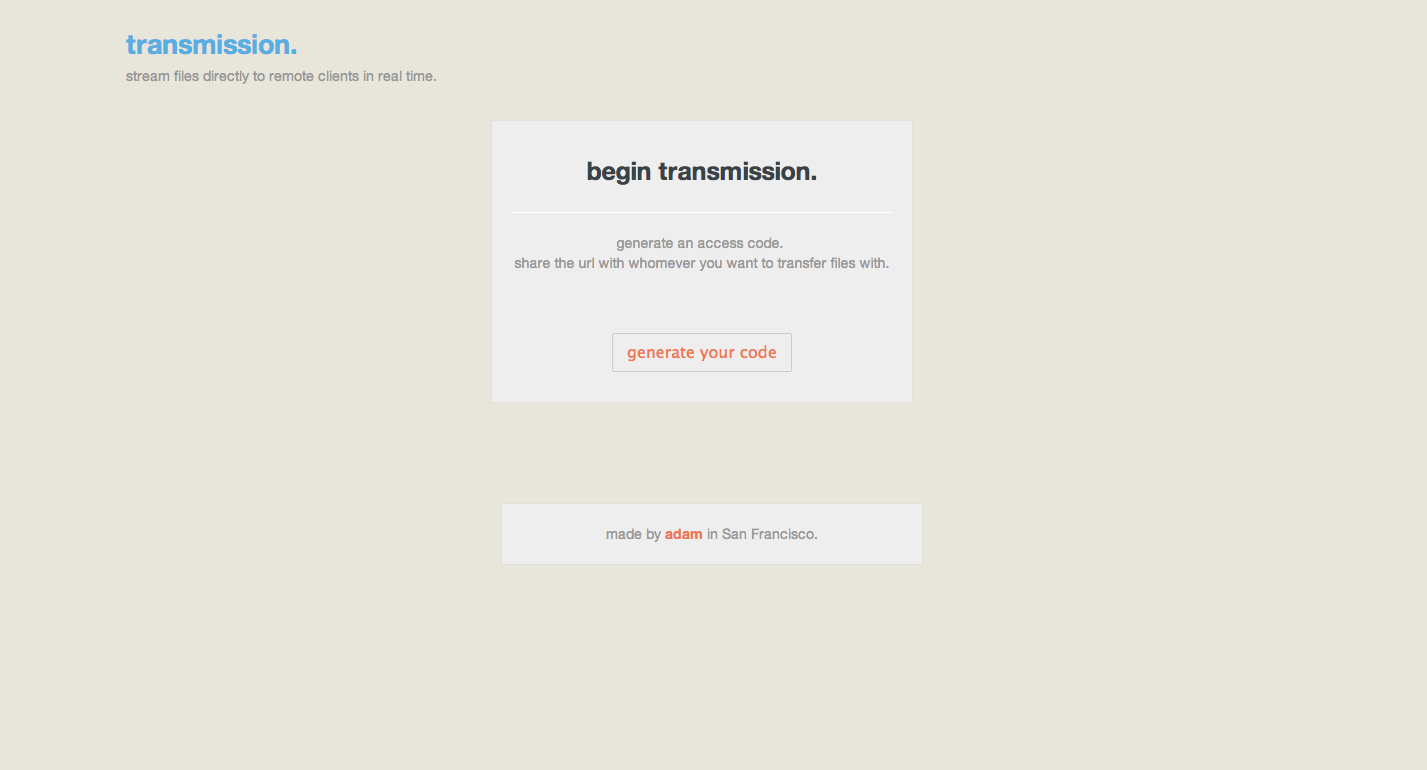 transmission.
stream files directly to remote clients in real time.
begin transmission.
generate an access code.
share the url with whomever you want to transfer files with.
generate your code
made by adam in San Francisco.